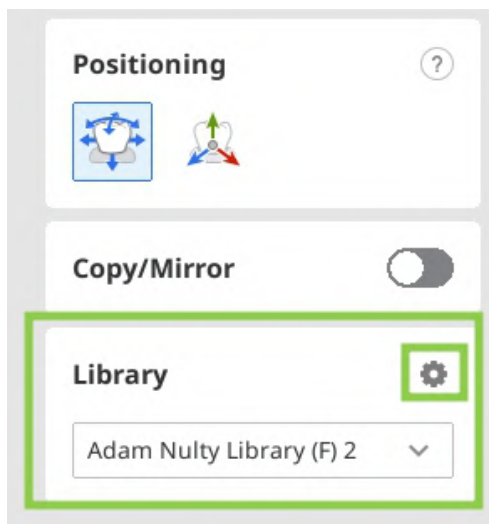 Positioning
?
Copy/Mirror
Library
Adam Nulty Library (F) 2